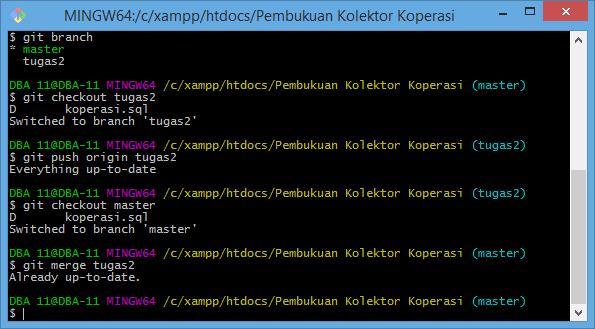 MINGW64:/c/xampp/htdocs/Pembukuan Kolektor Koperasi
$ git branch
* master
  tugas2
DBA 11@DBA-11 MINGW64 /c/xampp/htdocs/Pembukuan Kolektor Koperasi (master)
$ git checkout tugas2
D       koperasi.sql
Switched to branch 'tugas2'
DBA 11@DBA-11 MINGW64 /c/xampp/htdocs/Pembukuan Kolektor Koperasi (tugas2)
$ git push origin tugas2
Everything up-to-date
DBA 11@DBA-11 MINGW64 /c/xampp/htdocs/Pembukuan Kolektor Koperasi (tugas2)
$ git checkout master
D       koperasi.sql
Switched to branch 'master'
DBA 11@DBA-11 MINGW64 /c/xampp/htdocs/Pembukuan Kolektor Koperasi (master)
$ git merge tugas2
Already up-to-date.
DBA 11@DBA-11 MINGW64 /c/xampp/htdocs/Pembukuan Kolektor Koperasi (master)
$